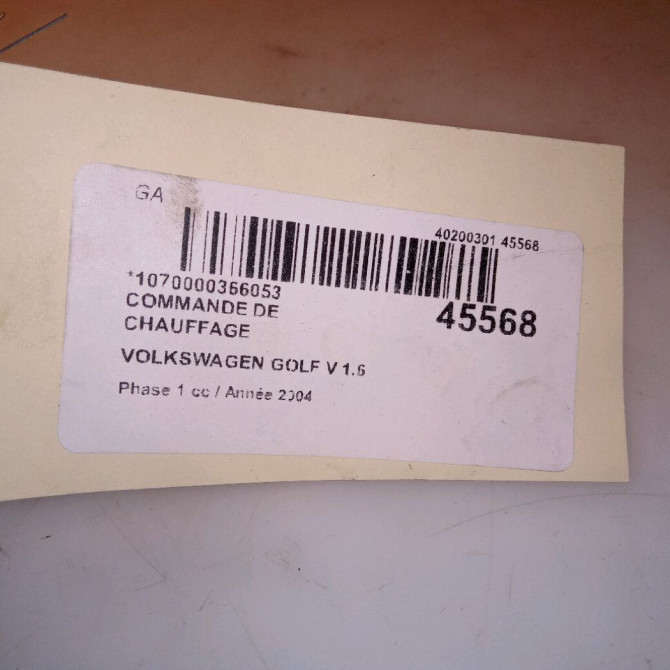 GA
40200301 45568
*1070000366053
COMMANDE DE
CHAUFFAGE
45568
VOLKSWAGEN GOLF V 1.6
Phase 1 cc / Année 2004